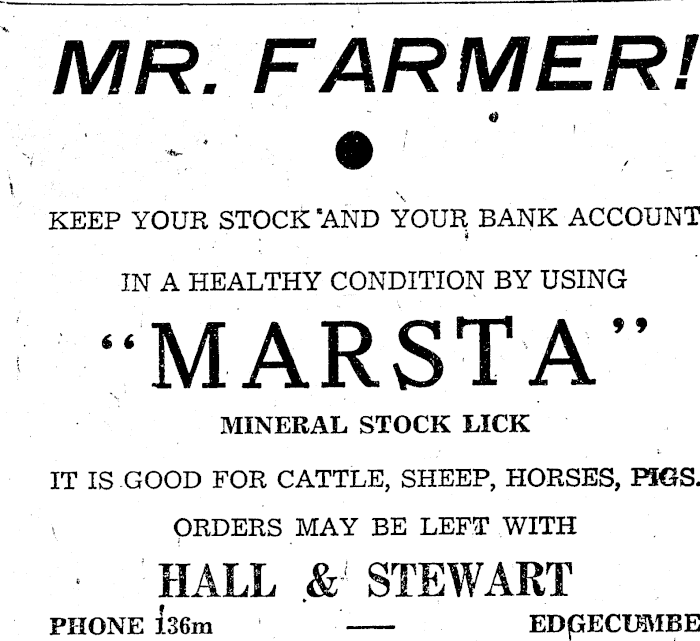 MR. FARMER!
KEEP YOUR STOCK AND YOUR BANK ACCOUNT
IN A HEALTHY CONDITION BY USING
"MARSTA"
MINERAL STOCK LICK
IT IS GOOD FOR CATTLE, SHEEP, HORSES, PIGS.
ORDERS MAY BE LEFT WITH
HALL & STEWART
PHONE 136m — EDGECUMBE